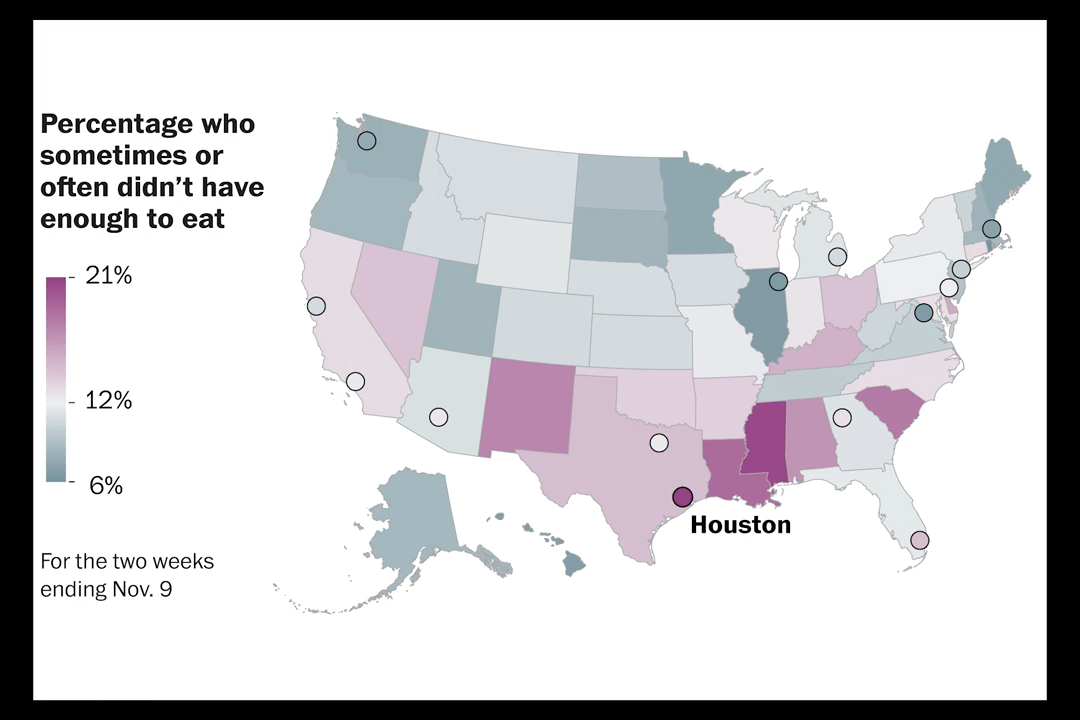 Percentage who
sometimes or
often didn’t have
enough to eat
21%
12%
6%
Houston
For the two weeks
ending Nov. 9